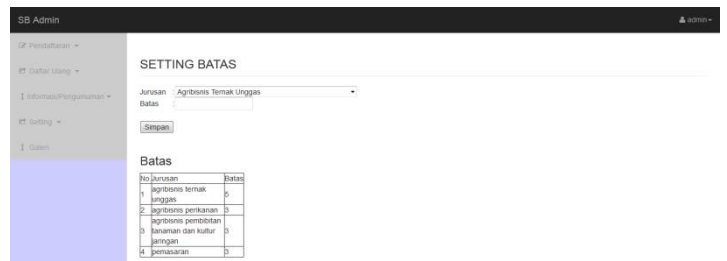 SB Admin
admin
Pendaftaran
Daftar Ulang
Informasi/Pengumuman
Setting
Galeri
SETTING BATAS
Jurusan : Agribisnis Ternak Unggas
Batas :
Simpan
Batas
No Jurusan Batas
1 agribisnis ternak unggas 5
2 agribisnis perikanan 3
3 agribisnis pembibitan tanaman dan kultur jaringan 3
4 pemasaran 3